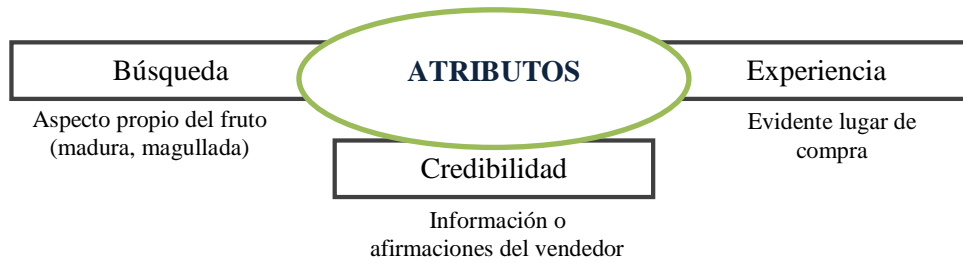 Búsqueda
ATRIBUTOS
Experiencia
Aspecto propio del fruto
(madura, magullada)
Evidente lugar de
compra
Credibilidad
Información o
afirmaciones del vendedor